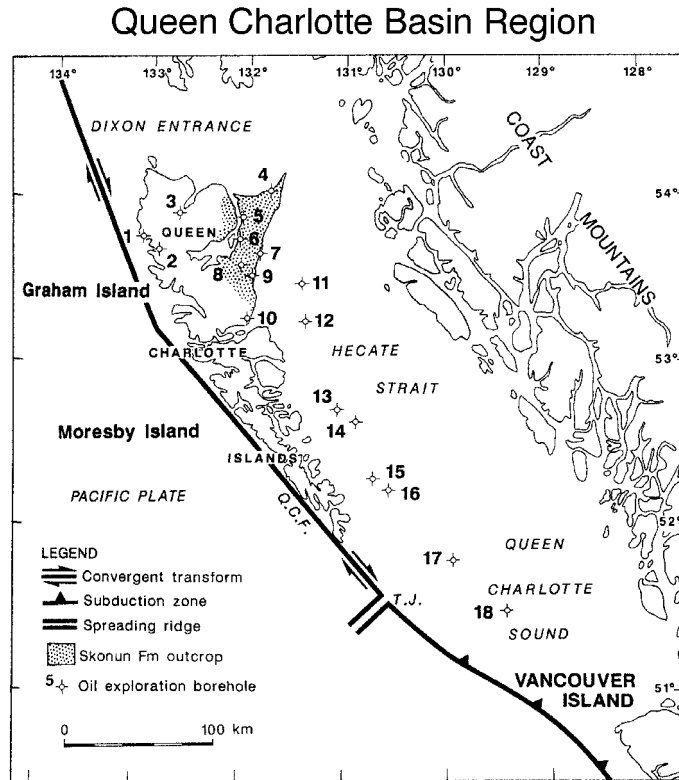 Queen Charlotte Basin Region
134° 133° 132° 131° 130° 129° 128°
DIXON ENTRANCE
COAST
MOUNTAINS
54°
4
3
5
QUEEN
1
6
2
7
8
9
Graham Island
11
10
12
CHARLOTTE
HECATE
53°
STRAIT
13
14
Moresby Island
ISLANDS
15
16
PACIFIC PLATE
Q.C.F.
52°
17
QUEEN
LEGEND
Convergent transform
CHARLOTTE
Subduction zone
T.J.
18
Spreading ridge
SOUND
Skonun Fm outcrop
VANCOUVER
ISLAND
51°
5 Oil exploration borehole
0 100 km